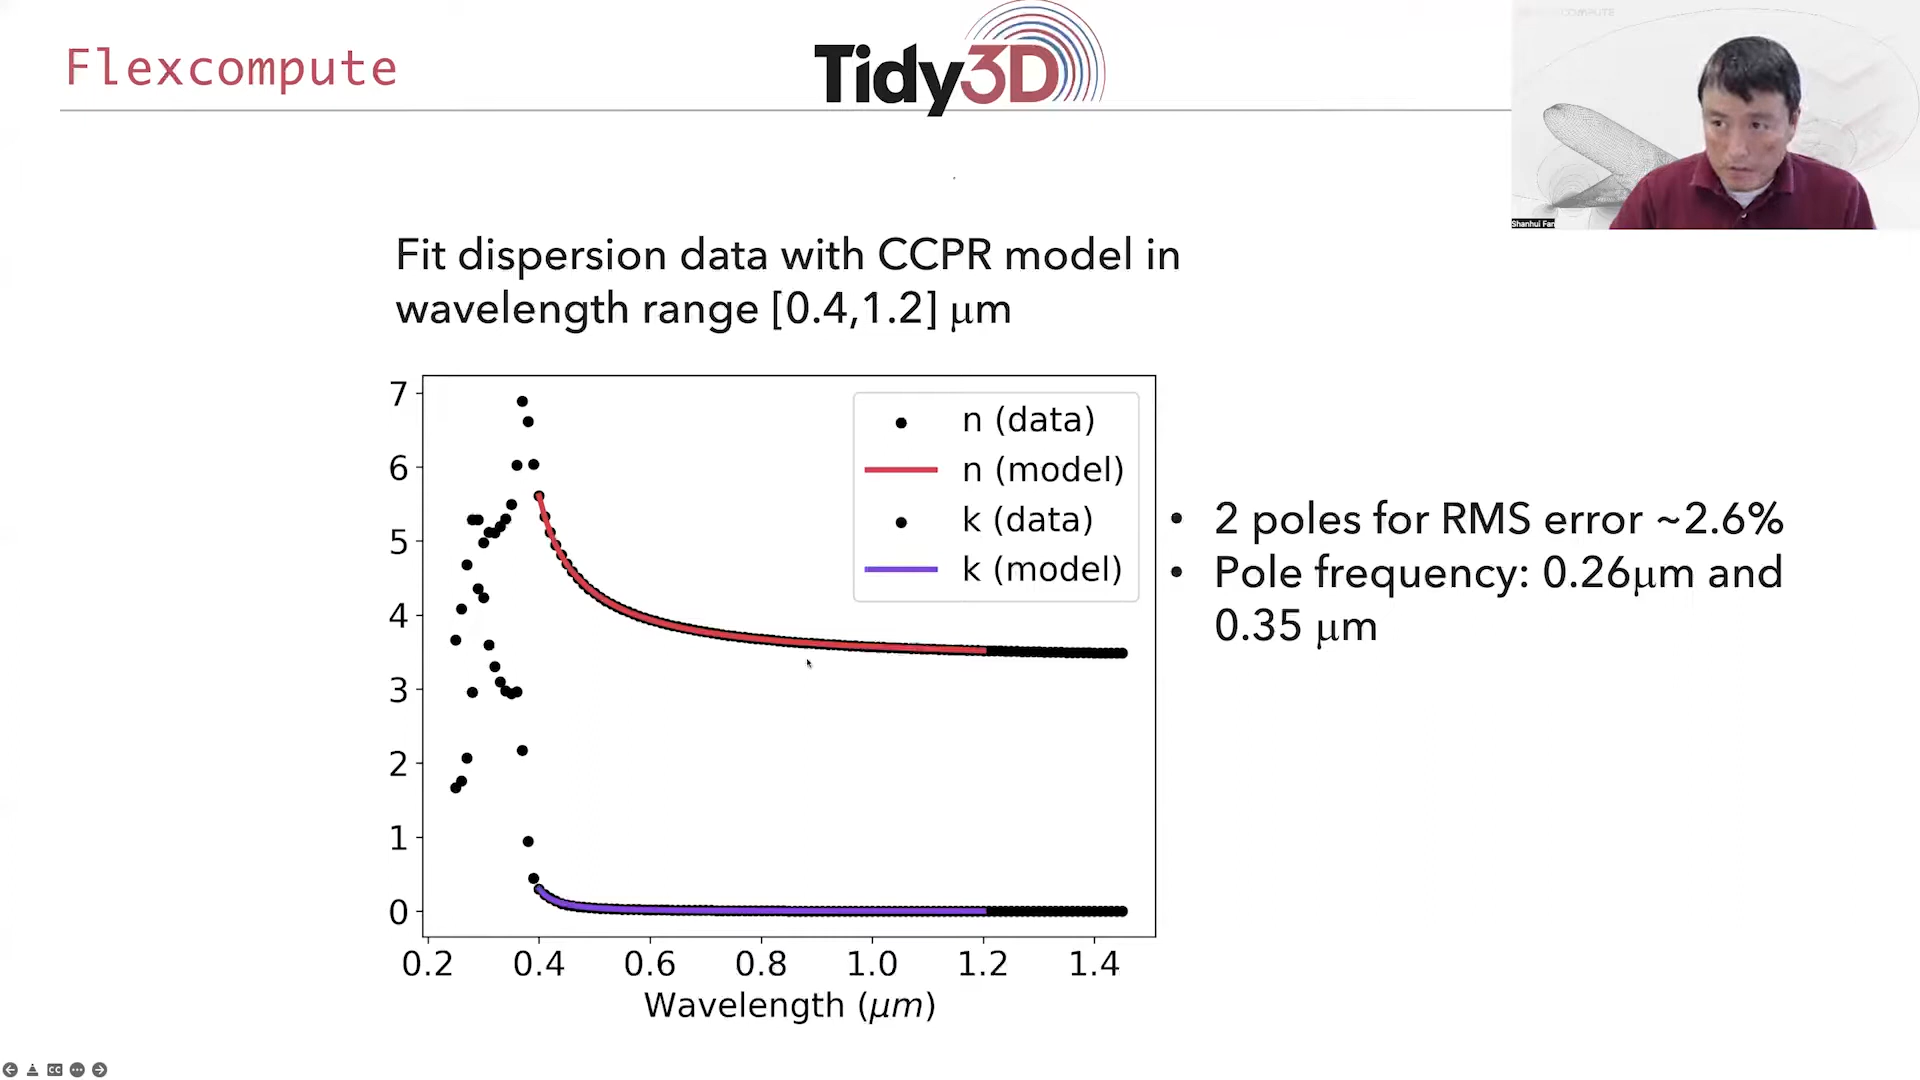 Flexcompute
Tidy3D
Shanhui Fan
Fit dispersion data with CCPR model in
wavelength range [0.4,1.2] μm
7
6
5
4
3
2
1
0
n (data)
n (model)
k (data)
k (model)
0.2 0.4 0.6 0.8 1.0 1.2 1.4
Wavelength (μm)
• 2 poles for RMS error ~2.6%
• Pole frequency: 0.26μm and
0.35 μm
CC